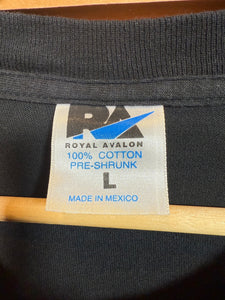 RA
ROYAL AVALON
100% COTTON
PRE-SHRUNK
L
MADE IN MEXICO